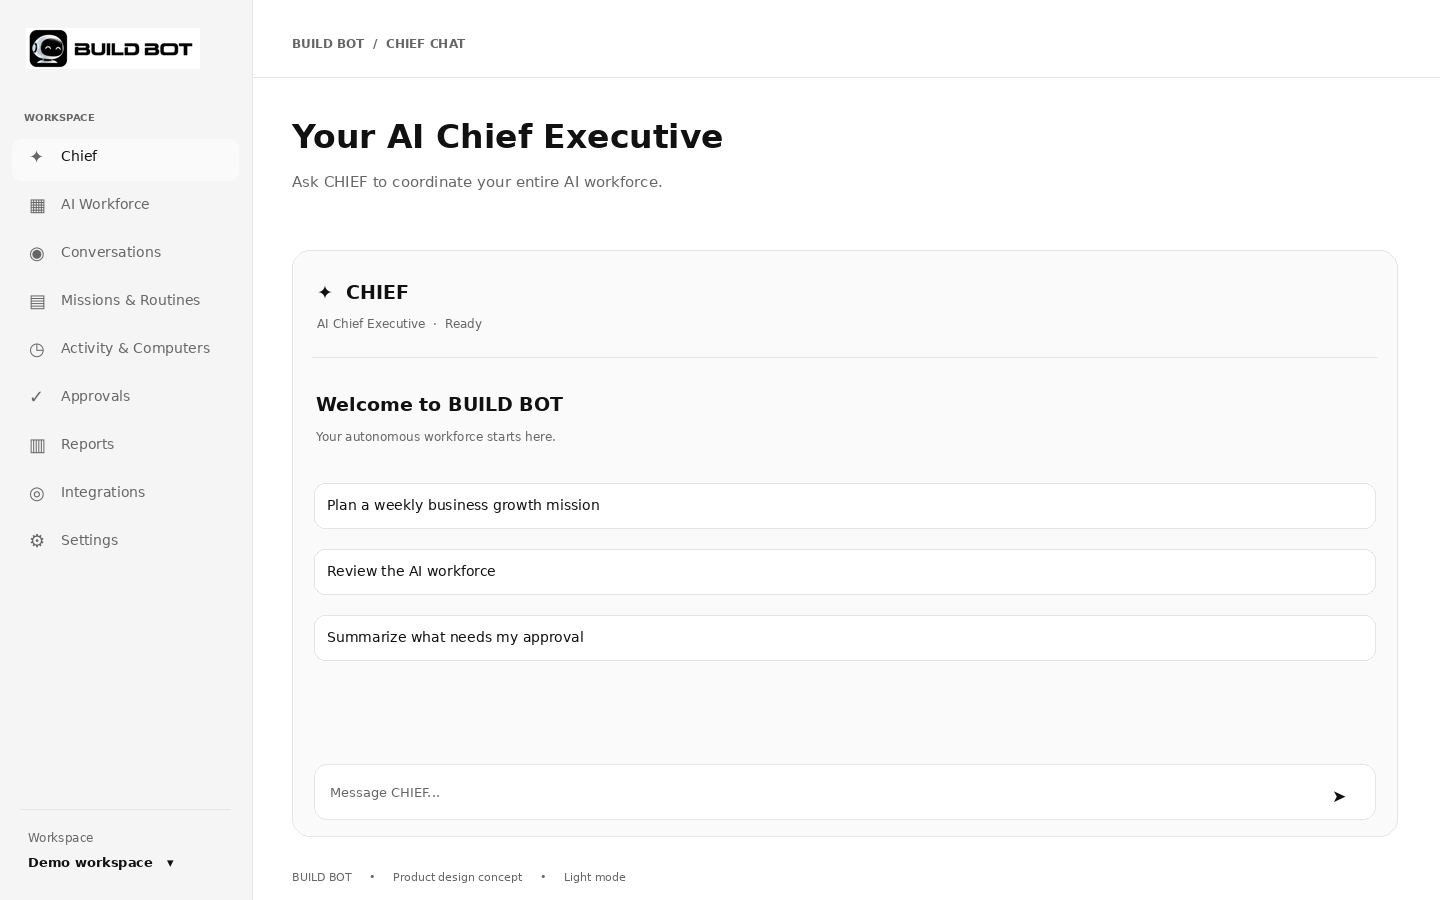 BUILD BOT
BUILD BOT / CHIEF CHAT
WORKSPACE
Chief
AI Workforce
Conversations
Missions & Routines
Activity & Computers
Approvals
Reports
Integrations
Settings
Workspace
Demo workspace ▾
Your AI Chief Executive
Ask CHIEF to coordinate your entire AI workforce.
✦ CHIEF
AI Chief Executive · Ready
Welcome to BUILD BOT
Your autonomous workforce starts here.
Plan a weekly business growth mission
Review the AI workforce
Summarize what needs my approval
Message CHIEF...
BUILD BOT • Product design concept • Light mode